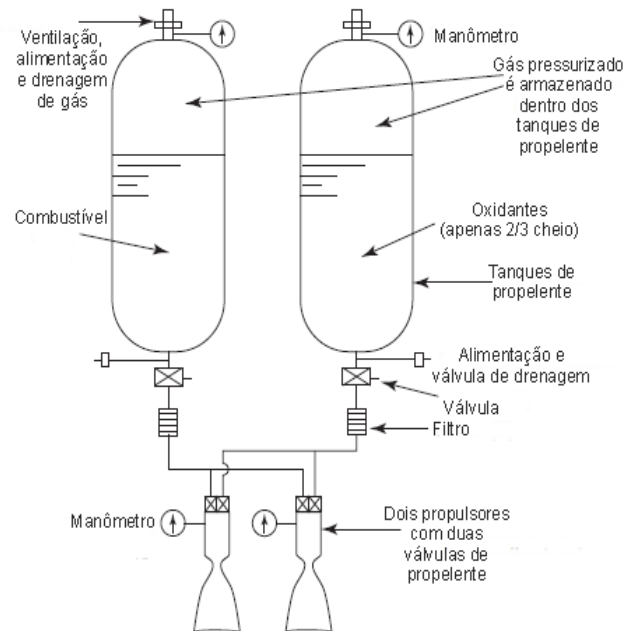 Ventilação,
alimentação
e drenagem
de gás
Manômetro
Gás pressurizado
é armazenado
dentro dos
tanques de
propelente
Combustível
Oxidantes
(apenas 2/3 cheio)
Tanques de
propelente
Alimentação e
válvula de drenagem
Válvula
Filtro
Manômetro
Dois propulsores
com duas
válvulas de
propelente